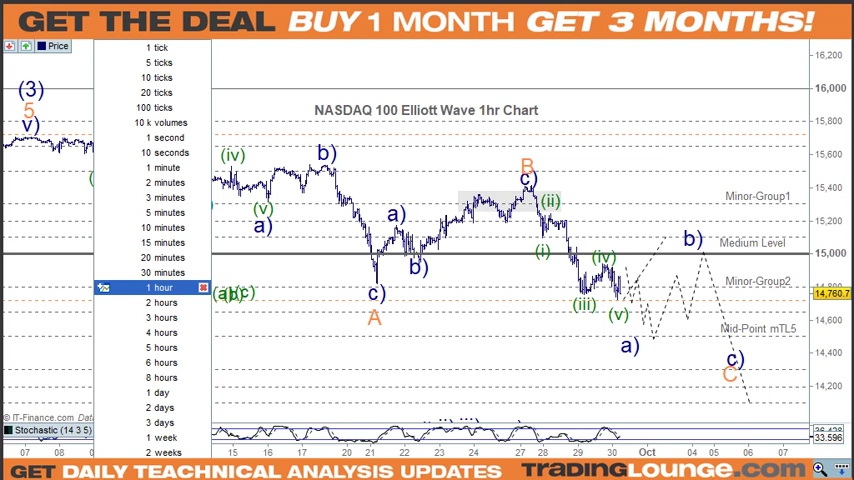 GET THE DEAL BUY 1 MONTH GET 3 MONTHS!
Price
NASDAQ 100 Elliott Wave 1hr Chart
(3)
5
v)
1 tick
5 ticks
10 ticks
20 ticks
100 ticks
10 k volumes
1 second
10 seconds
1 minute
2 minutes
3 minutes
5 minutes
10 minutes
15 minutes
20 minutes
30 minutes
1 hour
2 hours
3 hours
4 hours
5 hours
6 hours
8 hours
1 day
2 days
3 days
1 week
2 weeks
(iv)
(v)
a)
b)
c)
A
a)
b)
B
c)
(ii)
(i)
(iv)
(iii)
(v)
a)
b)
c)
C
Minor-Group1
Medium Level
Minor-Group2
Mid-Point mTL5
16,200
16,000
15,800
15,600
15,400
15,200
15,000
14,760.7
14,600
14,400
14,200
33.596
© IT-Finance.com
Stochastic (14 3 5)
07 08 15 16 17 20 21 22 23 24 27 28 29 30 Oct 04 05 06 07
GET DAILY TEACHNICAL ANALYSIS UPDATES TRADINGLOUNGE.com